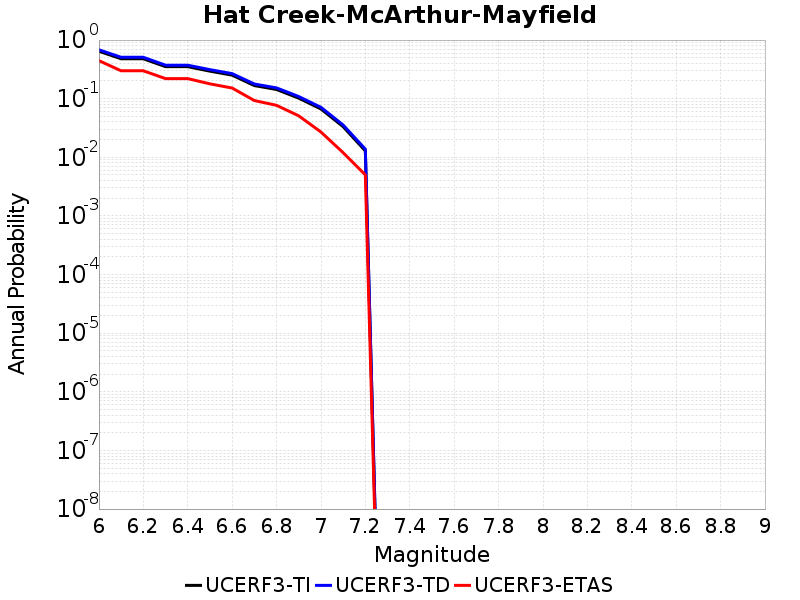 Hat Creek-McArthur-Mayfield
Annual Probability
10^0
10^-1
10^-2
10^-3
10^-4
10^-5
10^-6
10^-7
10^-8
6 6.2 6.4 6.6 6.8 7 7.2 7.4 7.6 7.8 8 8.2 8.4 8.6 8.8 9
Magnitude
UCERF3-TI UCERF3-TD UCERF3-ETAS